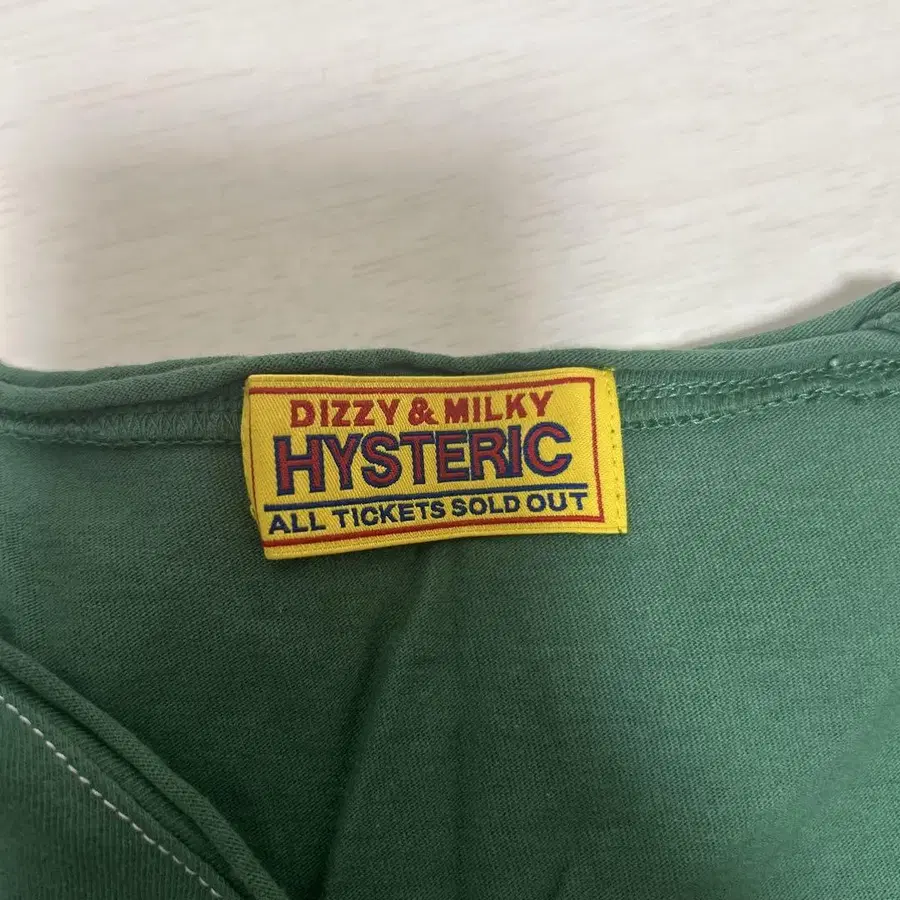 DIZZY & MILKY
HYSTERIC
ALL TICKETS SOLD OUT